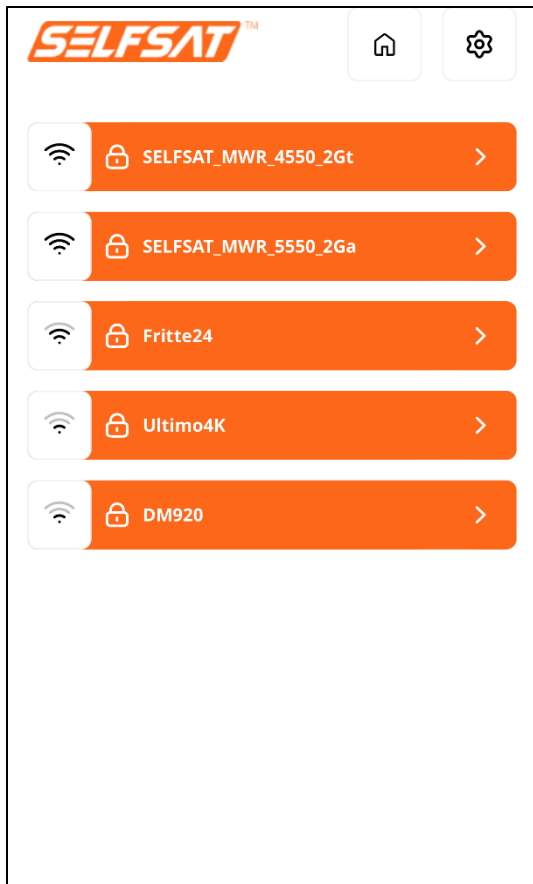 SELFSAT™
SELFSAT_MWR_4550_2Gt
SELFSAT_MWR_5550_2Ga
Fritte24
Ultimo4K
DM920